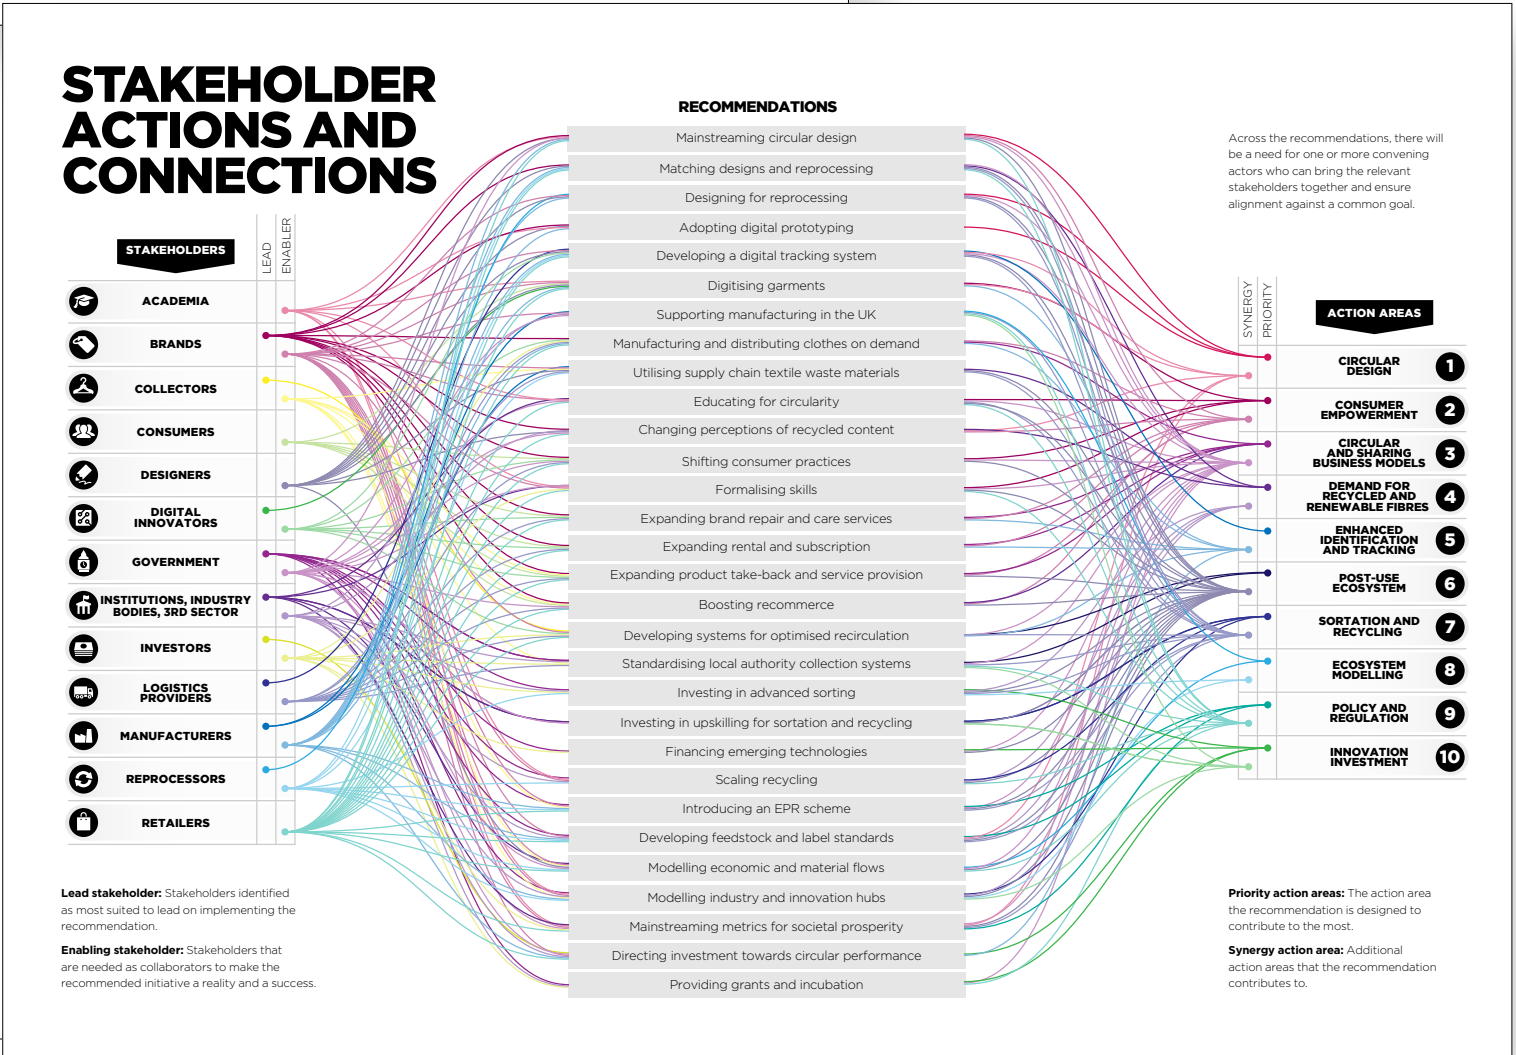 STAKEHOLDER
ACTIONS AND
CONNECTIONS
STAKEHOLDERS
LEAD
ENABLER
ACADEMIA
BRANDS
COLLECTORS
CONSUMERS
DESIGNERS
DIGITAL
INNOVATORS
GOVERNMENT
INSTITUTIONS, INDUSTRY
BODIES, 3RD SECTOR
INVESTORS
LOGISTICS
PROVIDERS
MANUFACTURERS
REPROCESSORS
RETAILERS
Lead stakeholder: Stakeholders identified
as most suited to lead on implementing the
recommendation.
Enabling stakeholder: Stakeholders that
are needed as collaborators to make the
recommended initiative a reality and a success.
RECOMMENDATIONS
Mainstreaming circular design
Matching designs and reprocessing
Designing for reprocessing
Adopting digital prototyping
Developing a digital tracking system
Digitising garments
Supporting manufacturing in the UK
Manufacturing and distributing clothes on demand
Utilising supply chain textile waste materials
Educating for circularity
Changing perceptions of recycled content
Shifting consumer practices
Formalising skills
Expanding brand repair and care services
Expanding rental and subscription
Expanding product take-back and service provision
Boosting recommerce
Developing systems for optimised recirculation
Standardising local authority collection systems
Investing in advanced sorting
Investing in upskilling for sortation and recycling
Financing emerging technologies
Scaling recycling
Introducing an EPR scheme
Developing feedstock and label standards
Modelling economic and material flows
Modelling industry and innovation hubs
Mainstreaming metrics for societal prosperity
Directing investment towards circular performance
Providing grants and incubation
Across the recommendations, there will
be a need for one or more convening
actors who can bring the relevant
stakeholders together and ensure
alignment against a common goal.
SYNERGY
PRIORITY
ACTION AREAS
CIRCULAR
DESIGN
1
CONSUMER
EMPOWERMENT
2
CIRCULAR
AND SHARING
BUSINESS MODELS
3
DEMAND FOR
RECYCLED AND
RENEWABLE FIBRES
4
ENHANCED
IDENTIFICATION
AND TRACKING
5
POST-USE
ECOSYSTEM
6
SORTATION AND
RECYCLING
7
ECOSYSTEM
MODELLING
8
POLICY AND
REGULATION
9
INNOVATION
INVESTMENT
10
Priority action areas: The action area
the recommendation is designed to
contribute to the most.
Synergy action area: Additional
action areas that the recommendation
contributes to.